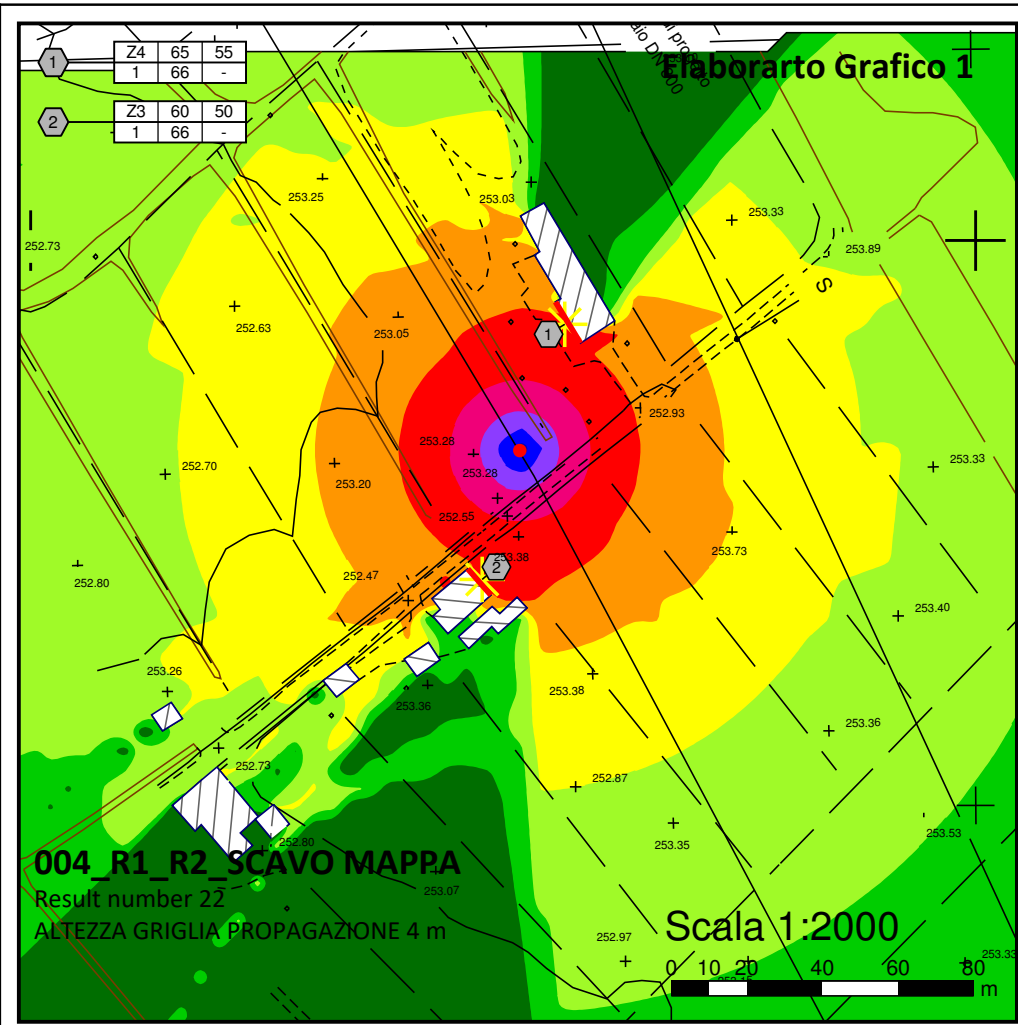 1
Z4 65 55
1 66 -
2
Z3 60 50
1 66 -
Elaborarto Grafico 1
253.25
253.03
253.33
253.89
252.73
S
252.63
253.05
1
252.93
253.28
253.28
252.70
253.20
253.33
252.55
253.38
253.73
2
252.47
252.80
253.40
253.26
253.38
253.36
253.36
252.73
252.87
252.80
253.35
253.53
004_R1_R2_SCAVO MAPPA
253.07
Result number 22
ALTEZZA GRIGLIA PROPAGAZIONE 4 m
252.97
Scala 1:2000
253.33
0 10 20 40 60 80
m